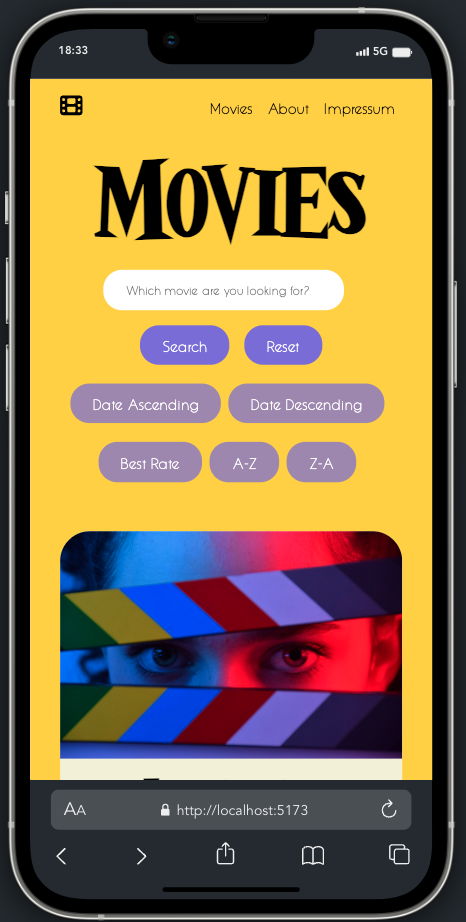 18:33 5G
Movies About Impressum
MOVIES
Which movie are you looking for?
Search Reset
Date Ascending Date Descending
Best Rate A-Z Z-A
AA http://localhost:5173